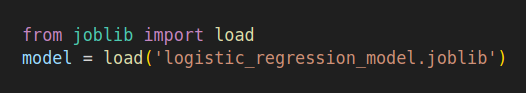 from joblib import load
model = load('logistic_regression_model.joblib')